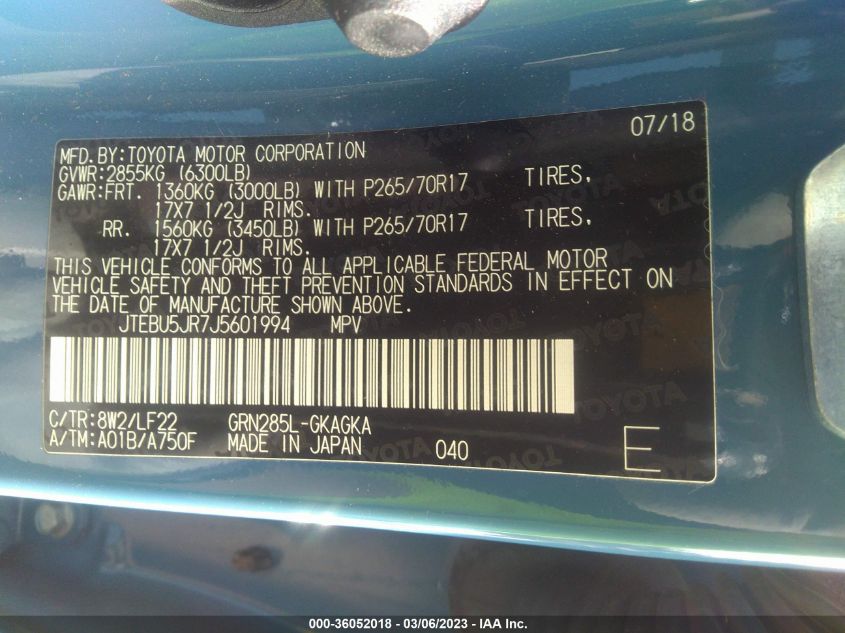 07/18
MFD.BY:TOYOTA MOTOR CORPORATION
GVWR:2855KG (6300LB)
GAWR:FRT. 1360KG (3000LB) WITH P265/70R17 TIRES,
17X7 1/2J RIMS.
RR. 1560KG (3450LB) WITH P265/70R17 TIRES,
17X7 1/2J RIMS.
THIS VEHICLE CONFORMS TO ALL APPLICABLE FEDERAL MOTOR
VEHICLE SAFETY AND THEFT PREVENTION STANDARDS IN EFFECT ON
THE DATE OF MANUFACTURE SHOWN ABOVE.
JTEBU5JR7J5601994 MPV
C/TR:8W2/LF22 GRN285L-GKAGKA
A/TM:A01B/A750F MADE IN JAPAN 040 E
000-36052018 - 03/06/2023 - IAA Inc.